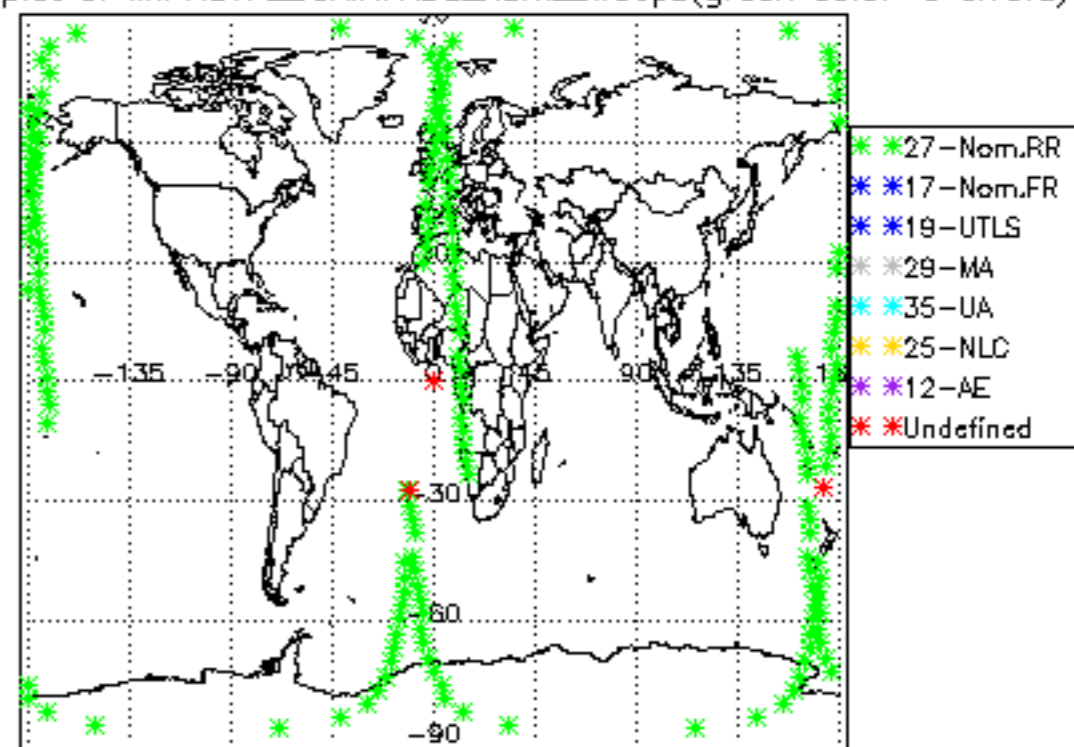 -135 -90 -45 45 90 135
-30
-60
-90
27-Nom.RR
17-Nom.FR
19-UTLS
29-MA
35-UA
25-NLC
12-AE
Undefined